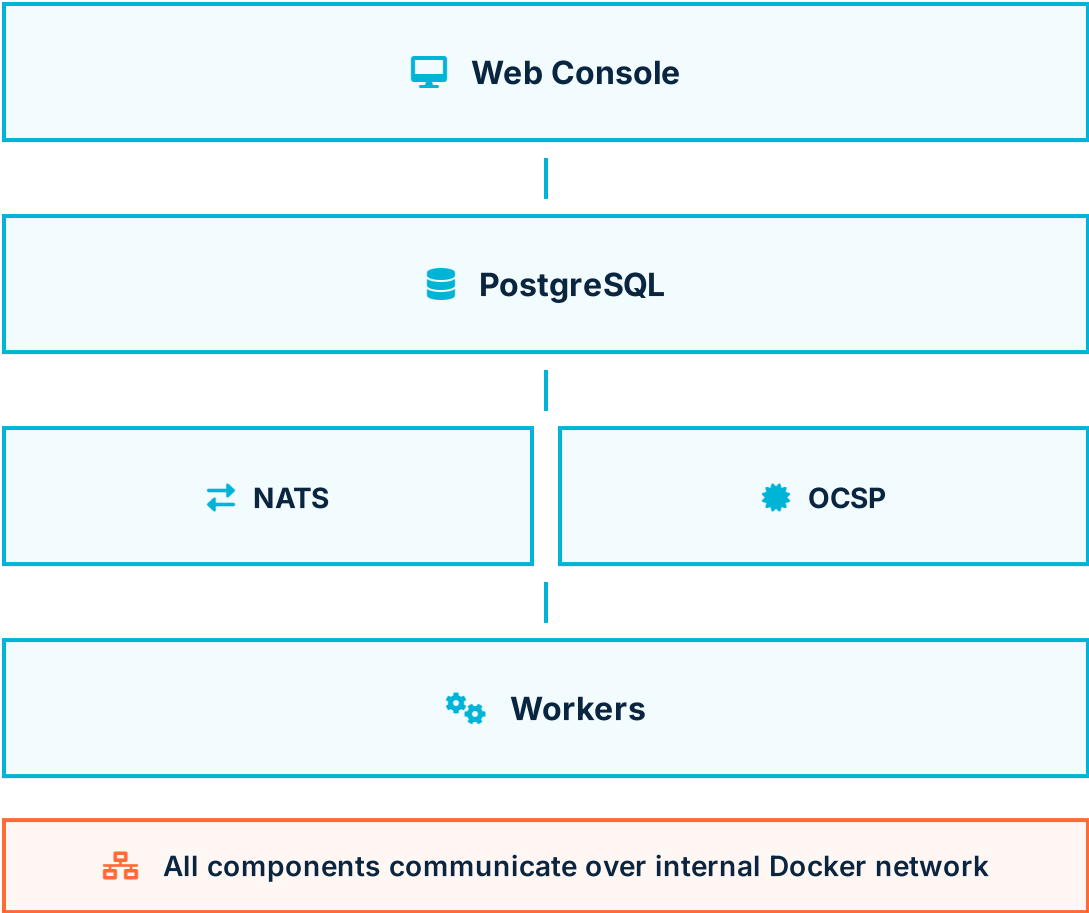 Web Console
PostgreSQL
NATS
OCSP
Workers
All components communicate over internal Docker network